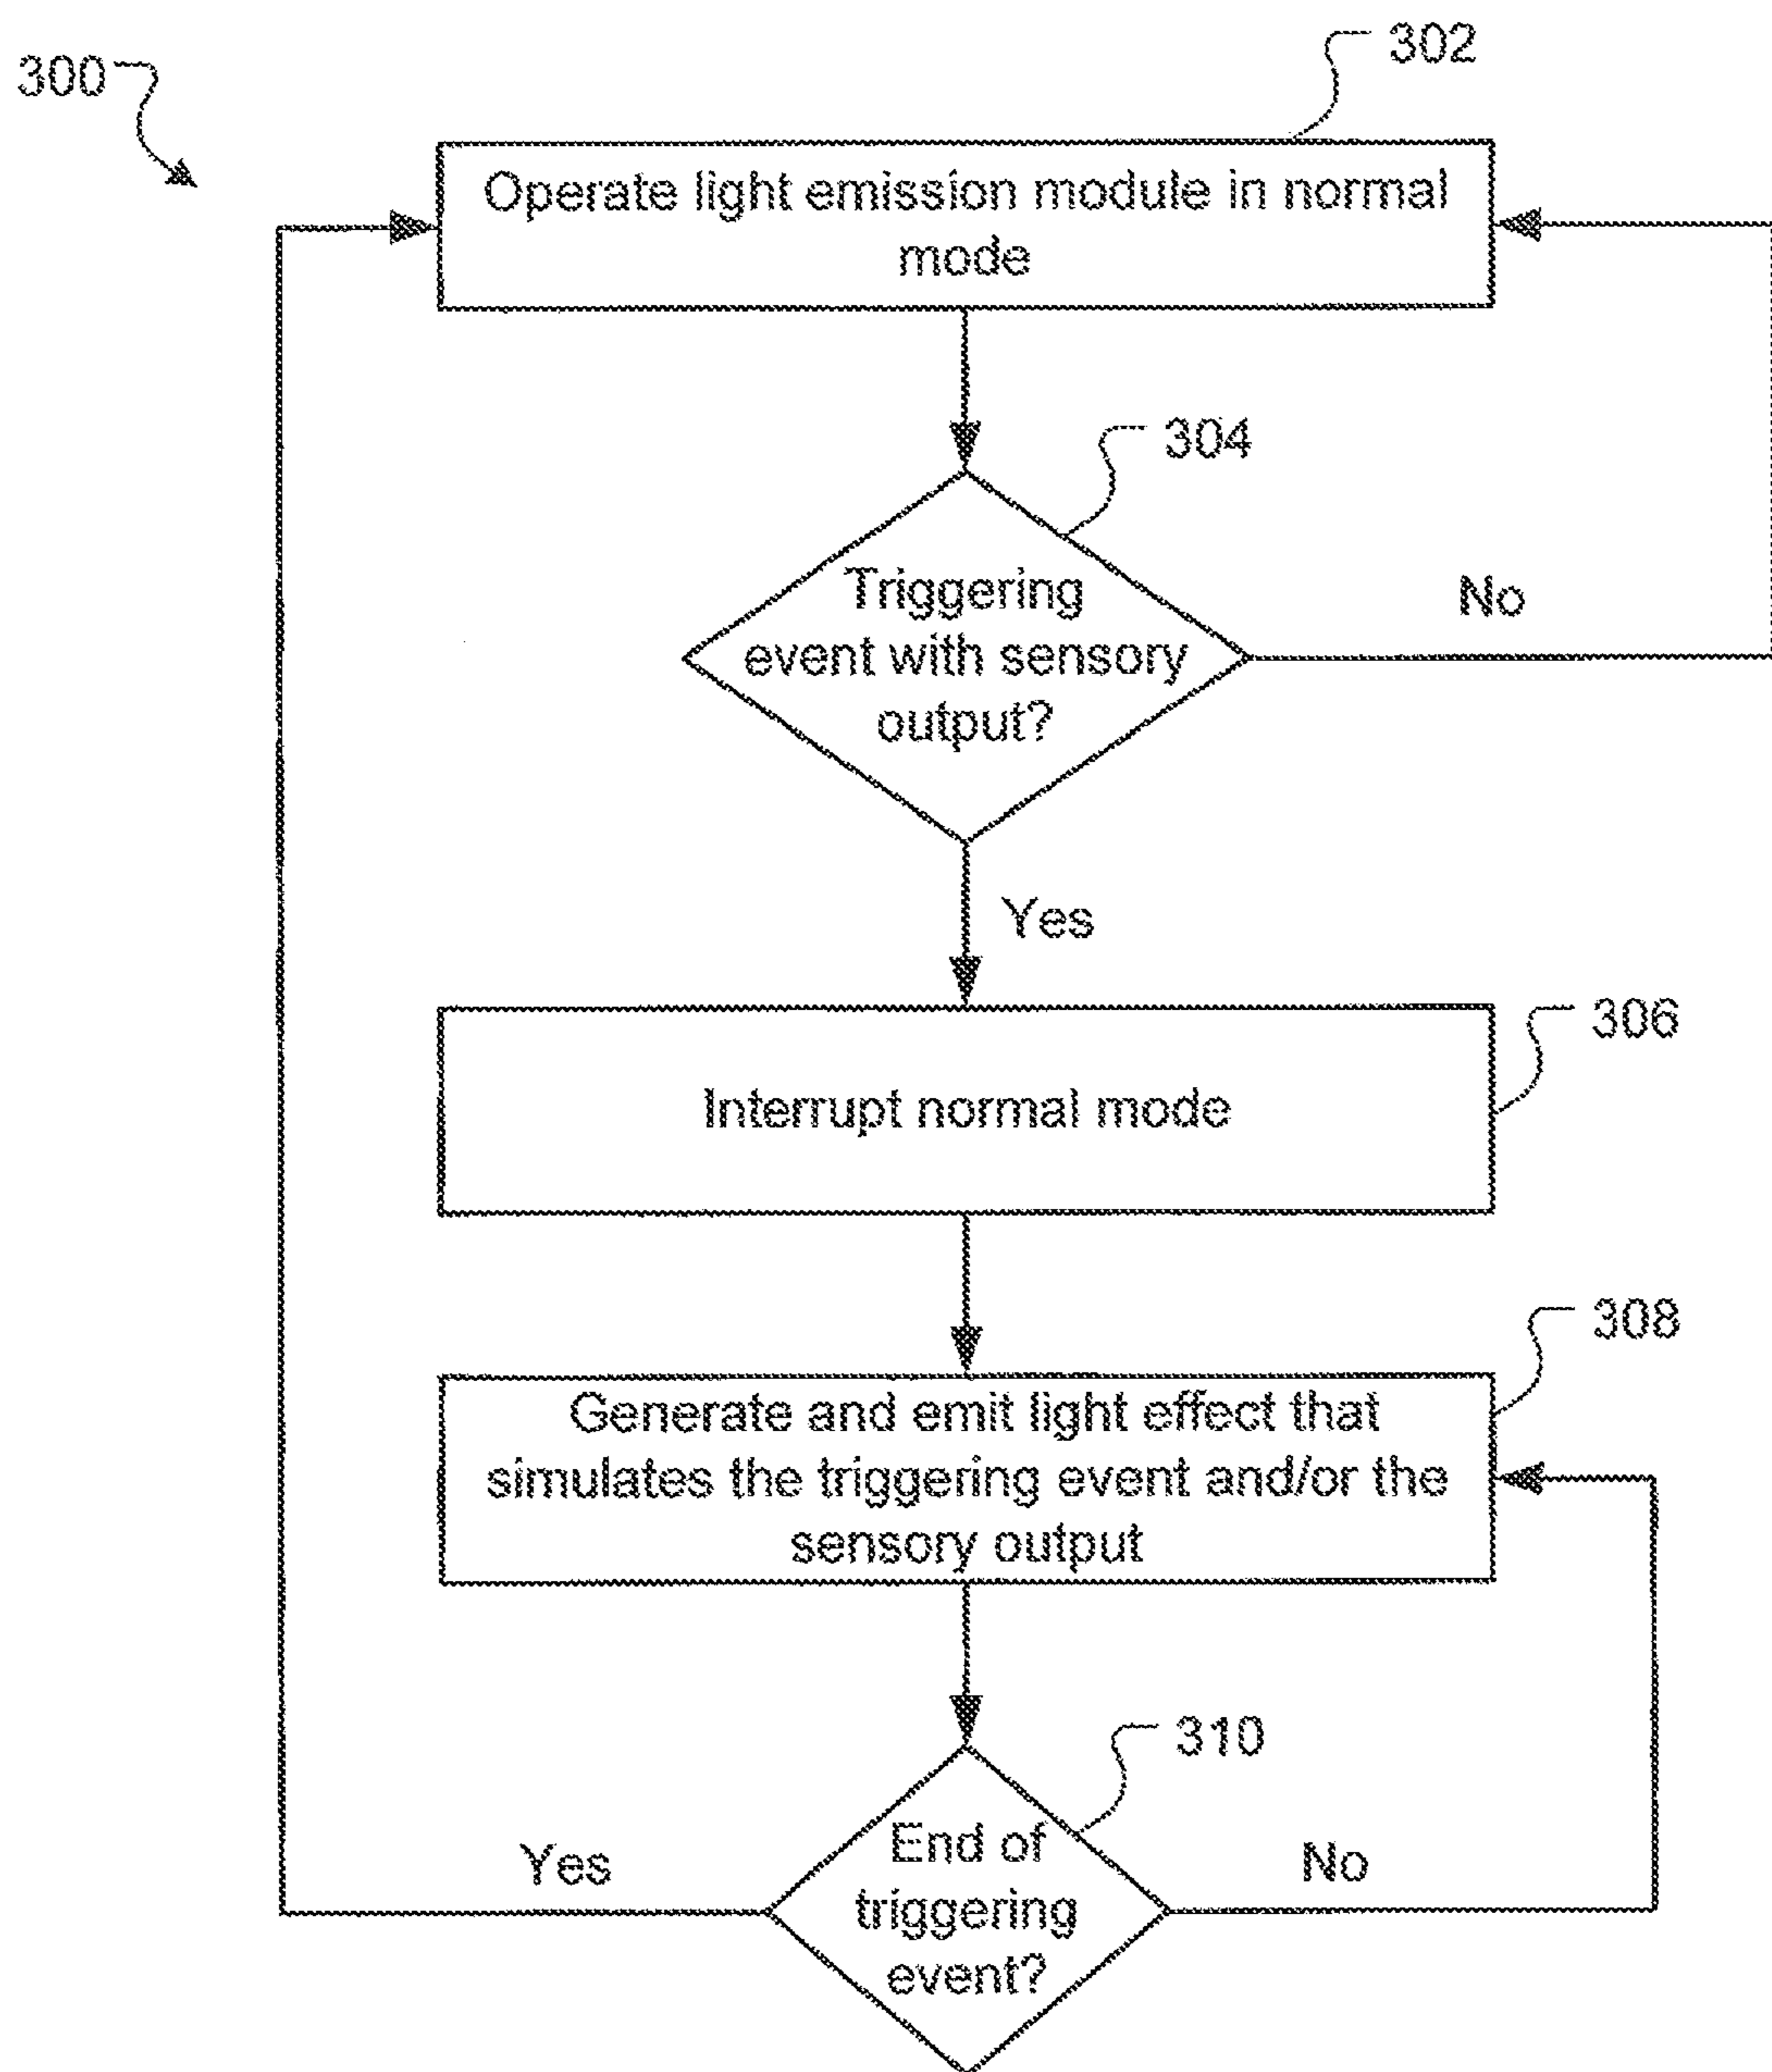 300
302
Operate light emission module in normal
mode
304
Triggering
event with sensory
output?
No
Yes
306
Interrupt normal mode
308
Generate and emit light effect that
simulates the triggering event and/or the
sensory output
310
End of
triggering
event?
Yes
No